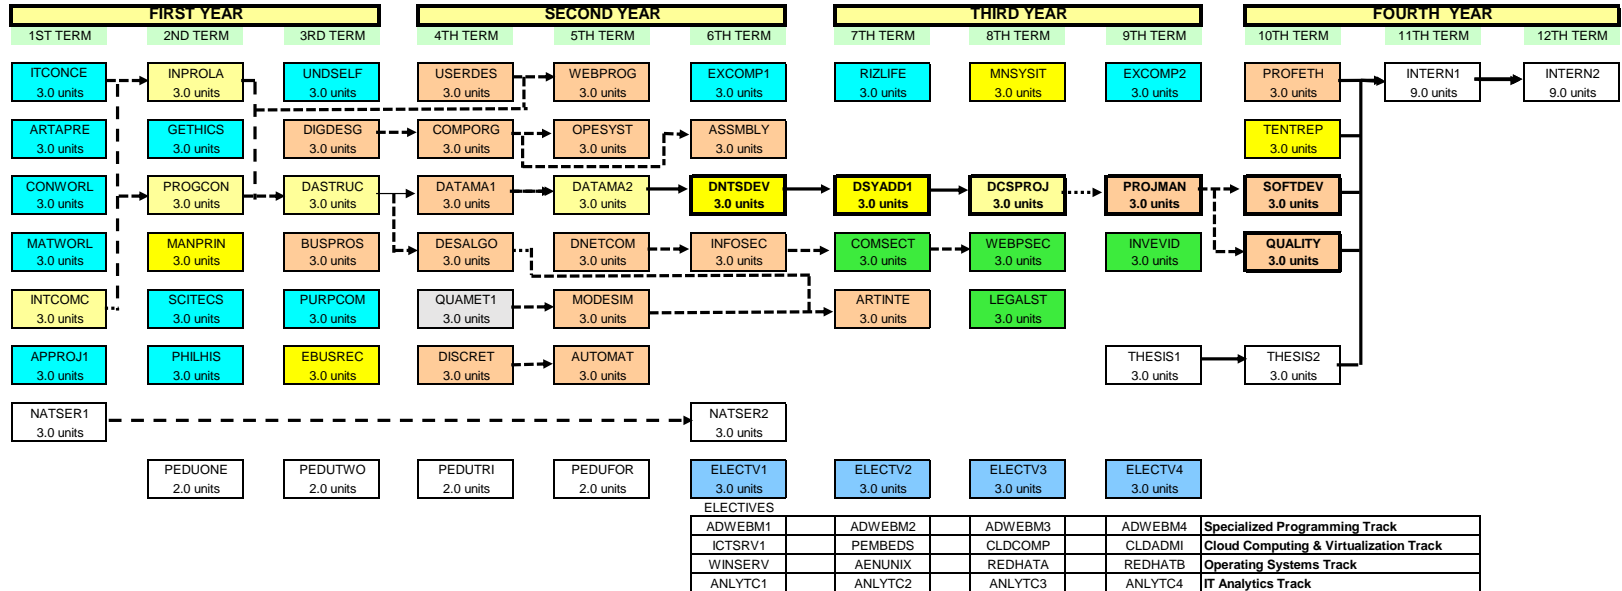 FIRST YEAR SECOND YEAR THIRD YEAR FOURTH YEAR
1ST TERM 2ND TERM 3RD TERM 4TH TERM 5TH TERM 6TH TERM 7TH TERM 8TH TERM 9TH TERM 10TH TERM 11TH TERM 12TH TERM
ITCONCE INPROLA UNDSELF USERDES WEBPROG EXCOMP1 RIZLIFE MNSYSIT EXCOMP2 PROFETH INTERN1 INTERN2
3.0 units 3.0 units 3.0 units 3.0 units 3.0 units 3.0 units 3.0 units 3.0 units 3.0 units 3.0 units 9.0 units 9.0 units
ARTAPRE GETHICS DIGDESG COMPORG OPESYST ASSMBLY TENTREP
3.0 units 3.0 units 3.0 units 3.0 units 3.0 units 3.0 units 3.0 units
CONWORL PROGCON DASTRUC DATAMA1 DATAMA2 DNTSDEV DSYADD1 DCSPROJ PROJMAN SOFTDEV
3.0 units 3.0 units 3.0 units 3.0 units 3.0 units 3.0 units 3.0 units 3.0 units 3.0 units 3.0 units
MATWORL MANPRIN BUSPROS DESALGO DNETCOM INFOSEC COMSECT WEBPSEC INVEVID QUALITY
3.0 units 3.0 units 3.0 units 3.0 units 3.0 units 3.0 units 3.0 units 3.0 units 3.0 units 3.0 units
INTCOMC SCITECS PURPCOM QUAMET1 MODESIM ARTINTE LEGALST
3.0 units 3.0 units 3.0 units 3.0 units 3.0 units 3.0 units 3.0 units
APPROJ1 PHILHIS EBUSREC DISCRET AUTOMAT THESIS1 THESIS2
3.0 units 3.0 units 3.0 units 3.0 units 3.0 units 3.0 units 3.0 units
NATSER1 NATSER2
3.0 units 3.0 units
PEDUONE PEDUTWO PEDUTRI PEDUFOR ELECTV1 ELECTV2 ELECTV3 ELECTV4
2.0 units 2.0 units 2.0 units 2.0 units 3.0 units 3.0 units 3.0 units 3.0 units
ELECTIVES
ADWEBM1 ADWEBM2 ADWEBM3 ADWEBM4 Specialized Programming Track
ICTSRV1 PEMBEDS CLDCOMP CLDADMI Cloud Computing & Virtualization Track
WINSERV AENUNIX REDHATA REDHATB Operating Systems Track
ANLYTC1 ANLYTC2 ANLYTC3 ANLYTC4 IT Analytics Track